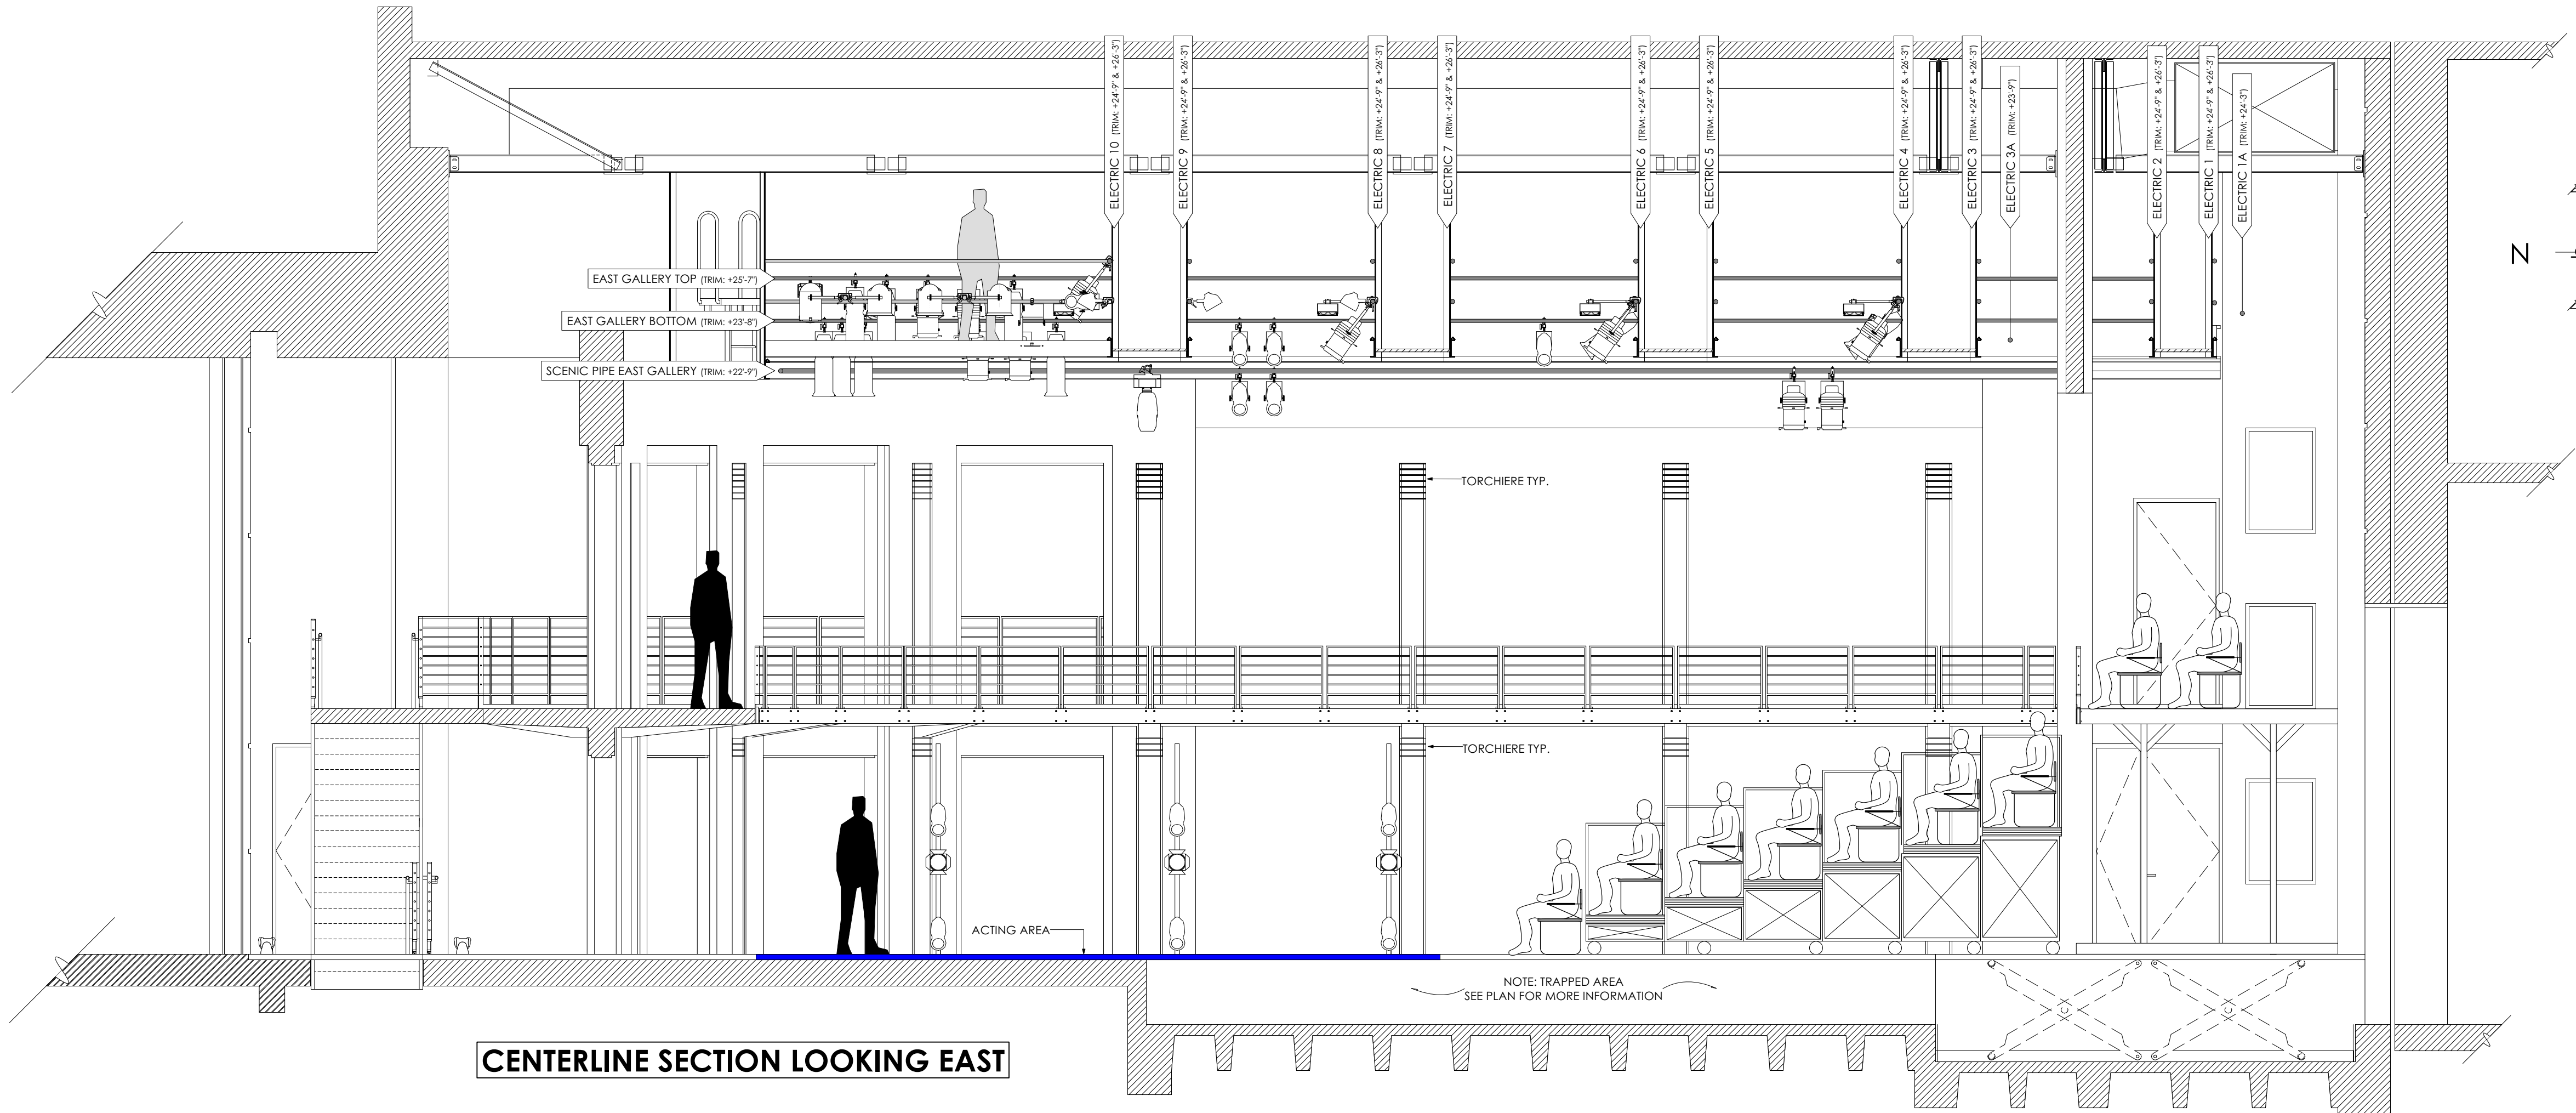 ELECTRIC 10 (TRIM: +24'-9" & +26'-3")
ELECTRIC 9 (TRIM: +24'-9" & +26'-3")
ELECTRIC 8 (TRIM: +24'-9" & +26'-3")
ELECTRIC 7 (TRIM: +24'-9" & +26'-3")
ELECTRIC 6 (TRIM: +24'-9" & +26'-3")
ELECTRIC 5 (TRIM: +24'-9" & +26'-3")
ELECTRIC 4 (TRIM: +24'-9" & +26'-3")
ELECTRIC 3 (TRIM: +24'-9" & +26'-3")
ELECTRIC 3A (TRIM: +23'-9")
ELECTRIC 2 (TRIM: +24'-9" & +26'-3")
ELECTRIC 1 (TRIM: +24'-9" & +26'-3")
ELECTRIC 1A (TRIM: +24'-3")
N
EAST GALLERY TOP (TRIM: +25'-7")
EAST GALLERY BOTTOM (TRIM: +23'-8")
SCENIC PIPE EAST GALLERY (TRIM: +22'-9")
TORCHIERE TYP.
TORCHIERE TYP.
ACTING AREA
NOTE: TRAPPED AREA
SEE PLAN FOR MORE INFORMATION
CENTERLINE SECTION LOOKING EAST